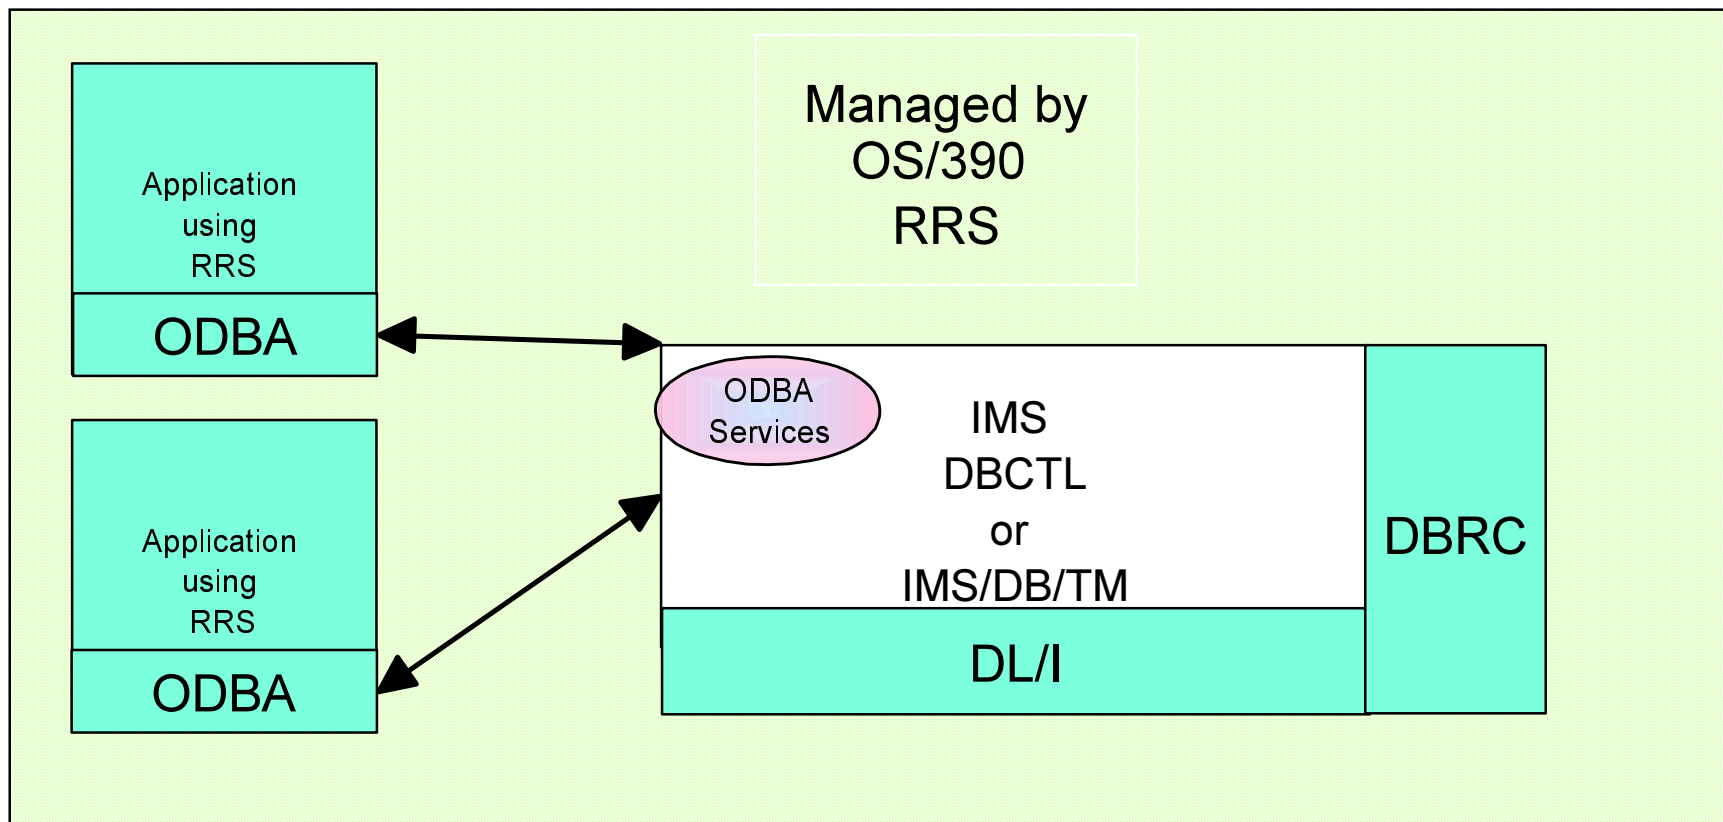 Application
using
RRS
ODBA
Application
using
RRS
ODBA
Managed by
OS/390
RRS
ODBA
Services
IMS
DBCTL
or
IMS/DB/TM
DL/I
DBRC